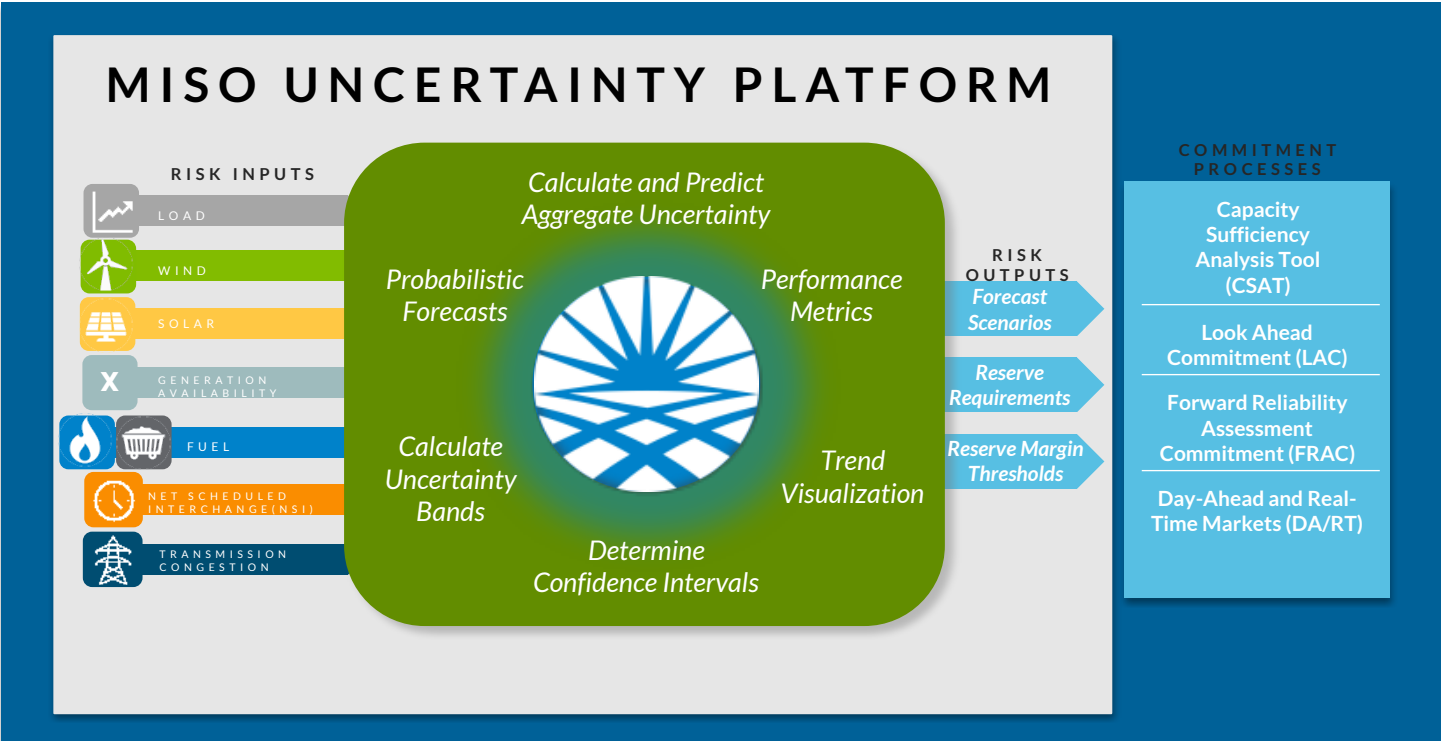 MISO UNCERTAINTY PLATFORM
RISK INPUTS
LOAD
WIND
SOLAR
X
GENERATION
AVAILABILITY
FUEL
NET SCHEDULED
INTERCHANGE(NSI)
TRANSMISSION
CONGESTION
Calculate and Predict
Aggregate Uncertainty
Probabilistic
Forecasts
Performance
Metrics
Calculate
Uncertainty
Bands
Trend
Visualization
Determine
Confidence Intervals
RISK
OUTPUTS
Forecast
Scenarios
Reserve
Requirements
Reserve Margin
Thresholds
COMMITMENT
PROCESSES
Capacity
Sufficiency
Analysis Tool
(CSAT)
Look Ahead
Commitment (LAC)
Forward Reliability
Assessment
Commitment (FRAC)
Day-Ahead and Real-
Time Markets (DA/RT)